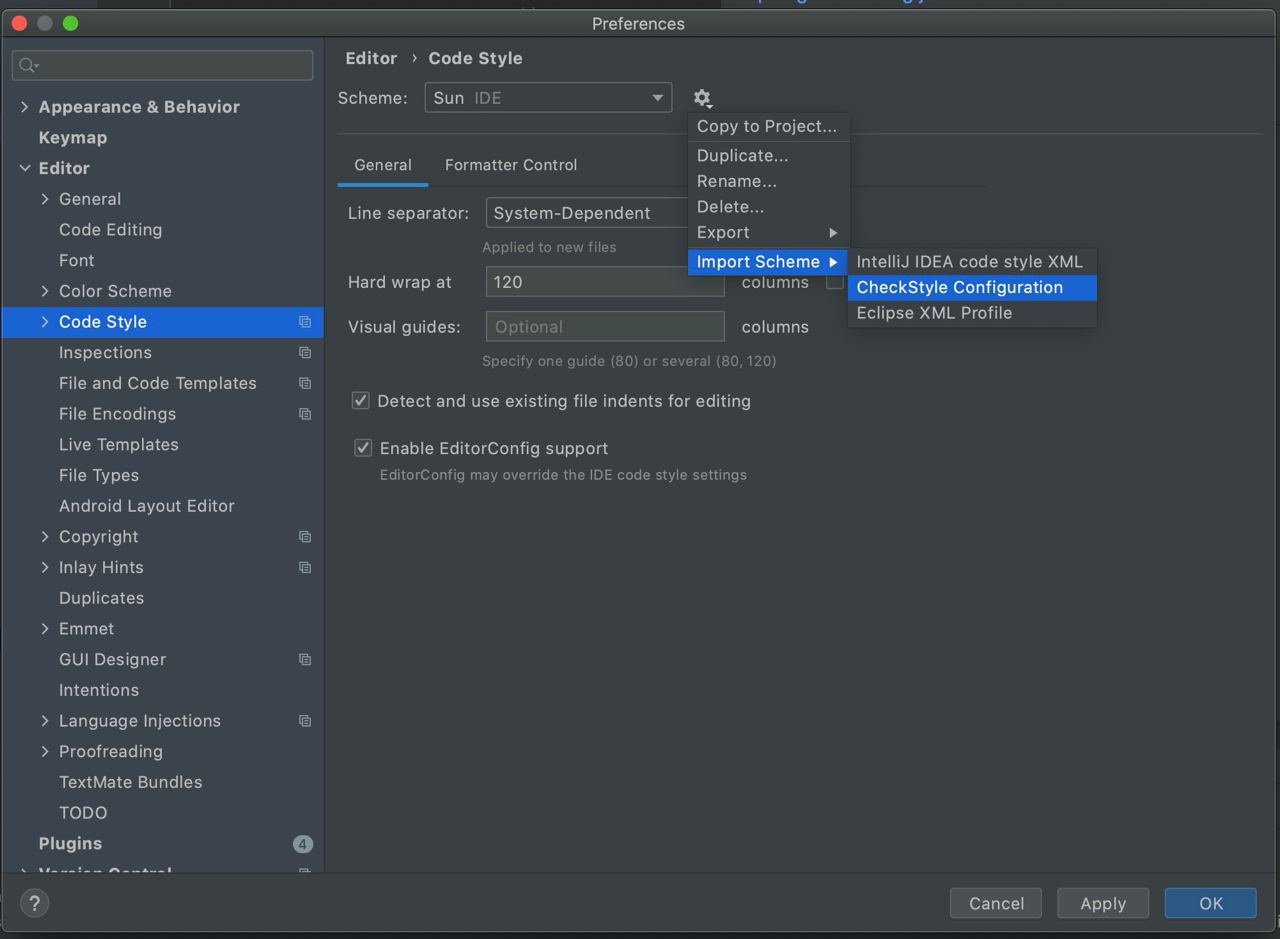 Preferences
Editor › Code Style
Scheme: Sun IDE
Copy to Project...
Duplicate...
Rename...
Delete...
Export
Import Scheme
IntelliJ IDEA code style XML
CheckStyle Configuration
Eclipse XML Profile
General Formatter Control
Line separator: System-Dependent
Applied to new files
Hard wrap at 120 columns
Visual guides: Optional columns
Specify one guide (80) or several (80, 120)
Detect and use existing file indents for editing
Enable EditorConfig support
EditorConfig may override the IDE code style settings
Appearance & Behavior
Keymap
Editor
General
Code Editing
Font
Color Scheme
Code Style
Inspections
File and Code Templates
File Encodings
Live Templates
File Types
Android Layout Editor
Copyright
Inlay Hints
Duplicates
Emmet
GUI Designer
Intentions
Language Injections
Proofreading
TextMate Bundles
TODO
Plugins 4
Version Control
? Cancel Apply OK